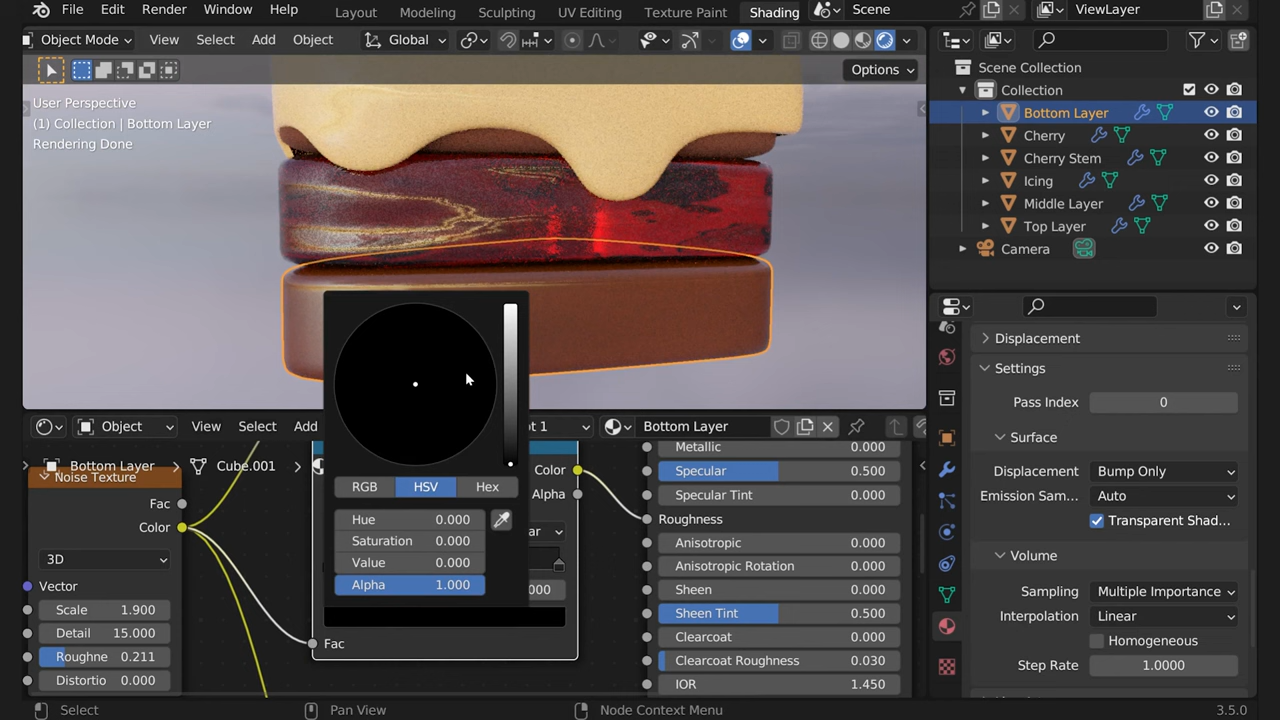 File Edit Render Window Help Layout Modeling Sculpting UV Editing Texture Paint Shading Scene ViewLayer
Object Mode View Select Add Object Global
Options
User Perspective
(1) Collection | Bottom Layer
Rendering Done
Scene Collection
Collection
Bottom Layer
Cherry
Cherry Stem
Icing
Middle Layer
Top Layer
Camera
Displacement
Settings
Pass Index 0
Surface
Displacement Bump Only
Emission Sam... Auto
Transparent Shad...
Volume
Sampling Multiple Importance
Interpolation Linear
Homogeneous
Step Rate 1.0000
Object View Select Add Bottom Layer
Bottom Layer Cube.001
Noise Texture
Fac
Color
3D
Vector
Scale 1.900
Detail 15.000
Roughne 0.211
Distortio 0.000
RGB HSV Hex
Hue 0.000
Saturation 0.000
Value 0.000
Alpha 1.000
Color
Alpha
Fac
Metallic 0.000
Specular 0.500
Specular Tint 0.000
Roughness
Anisotropic 0.000
Anisotropic Rotation 0.000
Sheen 0.000
Sheen Tint 0.500
Clearcoat 0.000
Clearcoat Roughness 0.030
IOR 1.450
Select Pan View Node Context Menu 3.5.0